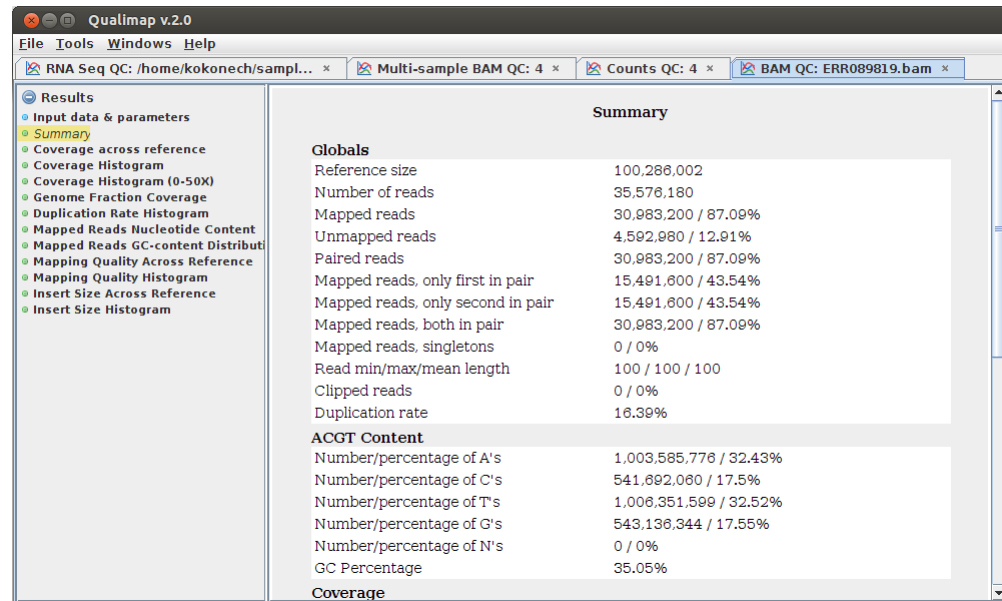 Qualimap v.2.0
File Tools Windows Help
RNA Seq QC: /home/kokonech/sampl... × Multi-sample BAM QC: 4 × Counts QC: 4 × BAM QC: ERR089819.bam ×
Results
Input data & parameters
Summary
Coverage across reference
Coverage Histogram
Coverage Histogram (0-50X)
Genome Fraction Coverage
Duplication Rate Histogram
Mapped Reads Nucleotide Content
Mapped Reads GC-content Distributi
Mapping Quality Across Reference
Mapping Quality Histogram
Insert Size Across Reference
Insert Size Histogram
Summary
Globals
Reference size 100,286,002
Number of reads 35,576,180
Mapped reads 30,983,200 / 87.09%
Unmapped reads 4,592,980 / 12.91%
Paired reads 30,983,200 / 87.09%
Mapped reads, only first in pair 15,491,600 / 43.54%
Mapped reads, only second in pair 15,491,600 / 43.54%
Mapped reads, both in pair 30,983,200 / 87.09%
Mapped reads, singletons 0 / 0%
Read min/max/mean length 100 / 100 / 100
Clipped reads 0 / 0%
Duplication rate 16.39%
ACGT Content
Number/percentage of A's 1,003,585,776 / 32.43%
Number/percentage of C's 541,692,060 / 17.5%
Number/percentage of T's 1,006,351,599 / 32.52%
Number/percentage of G's 543,136,344 / 17.55%
Number/percentage of N's 0 / 0%
GC Percentage 35.05%
Coverage